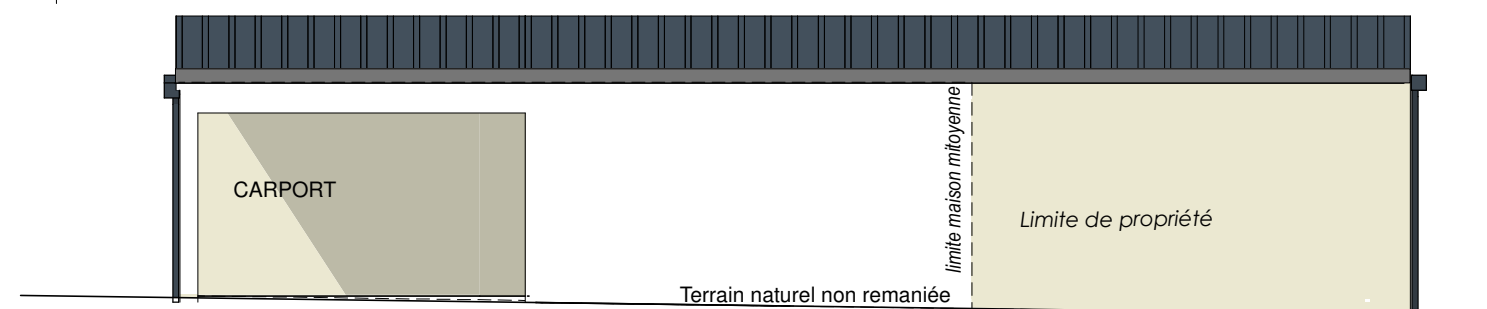 CARPORT
limite maison mitoyenne
Limite de propriété
Terrain naturel non remaniée